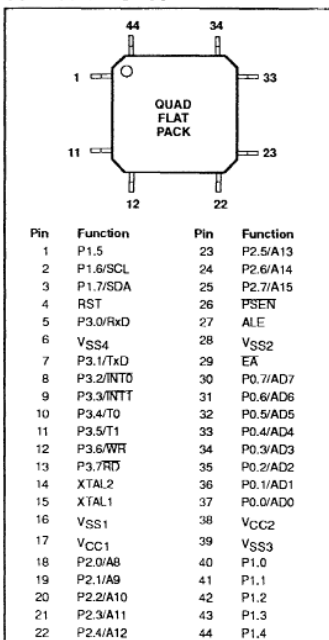 44 34
1 33
QUAD
FLAT
PACK
11 23
12 22
Pin Function Pin Function
1 P1.5 23 P2.5/A13
2 P1.6/SCL 24 P2.6/A14
3 P1.7/SDA 25 P2.7/A15
4 RST 26 PSEN
5 P3.0/RxD 27 ALE
6 VSS4 28 VSS2
7 P3.1/TxD 29 EA
8 P3.2/INT0 30 P0.7/AD7
9 P3.3/INT1 31 P0.6/AD6
10 P3.4/T0 32 P0.5/AD5
11 P3.5/T1 33 P0.4/AD4
12 P3.6/WR 34 P0.3/AD3
13 P3.7RD 35 P0.2/AD2
14 XTAL2 36 P0.1/AD1
15 XTAL1 37 P0.0/AD0
16 VSS1 38 VCC2
17 VCC1 39 VSS3
18 P2.0/A8 40 P1.0
19 P2.1/A9 41 P1.1
20 P2.2/A10 42 P1.2
21 P2.3/A11 43 P1.3
22 P2.4/A12 44 P1.4